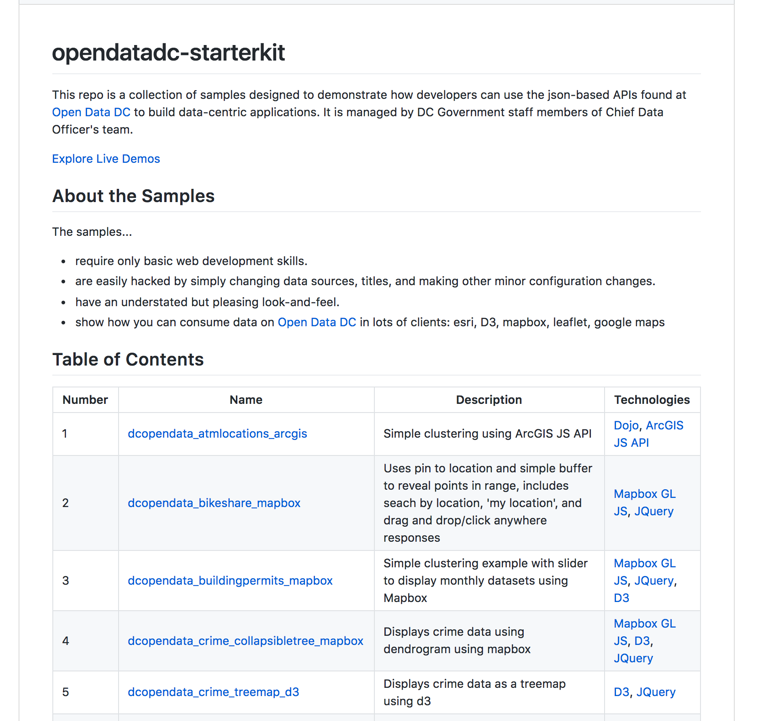 opendatadc-starterkit
This repo is a collection of samples designed to demonstrate how developers can use the json-based APIs found at
Open Data DC to build data-centric applications. It is managed by DC Government staff members of Chief Data
Officer's team.
Explore Live Demos
About the Samples
The samples...
• require only basic web development skills.
• are easily hacked by simply changing data sources, titles, and making other minor configuration changes.
• have an understated but pleasing look-and-feel.
• show how you can consume data on Open Data DC in lots of clients: esri, D3, mapbox, leaflet, google maps
Table of Contents
Number Name Description Technologies
1 dcopendata_atmlocations_arcgis Simple clustering using ArcGIS JS API Dojo, ArcGIS
JS API
2 dcopendata_bikeshare_mapbox Uses pin to location and simple buffer
to reveal points in range, includes
seach by location, 'my location', and
drag and drop/click anywhere
responses
Mapbox GL
JS, JQuery
3 dcopendata_buildingpermits_mapbox Simple clustering example with slider
to display monthly datasets using
Mapbox
Mapbox GL
JS, JQuery,
D3
4 dcopendata_crime_collapsibletree_mapbox Displays crime data using
dendrogram using mapbox
Mapbox GL
JS, D3,
JQuery
5 dcopendata_crime_treemap_d3 Displays crime data as a treemap
using d3
D3, JQuery